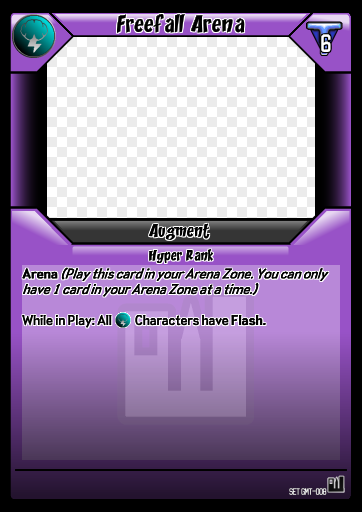 Freefall Arena
6
Augment
Hyper Rank
Arena (Play this card in your Arena Zone. You can only
have 1 card in your Arena Zone at a time.)
While in Play: All Characters have Flash.
SET GMT-008